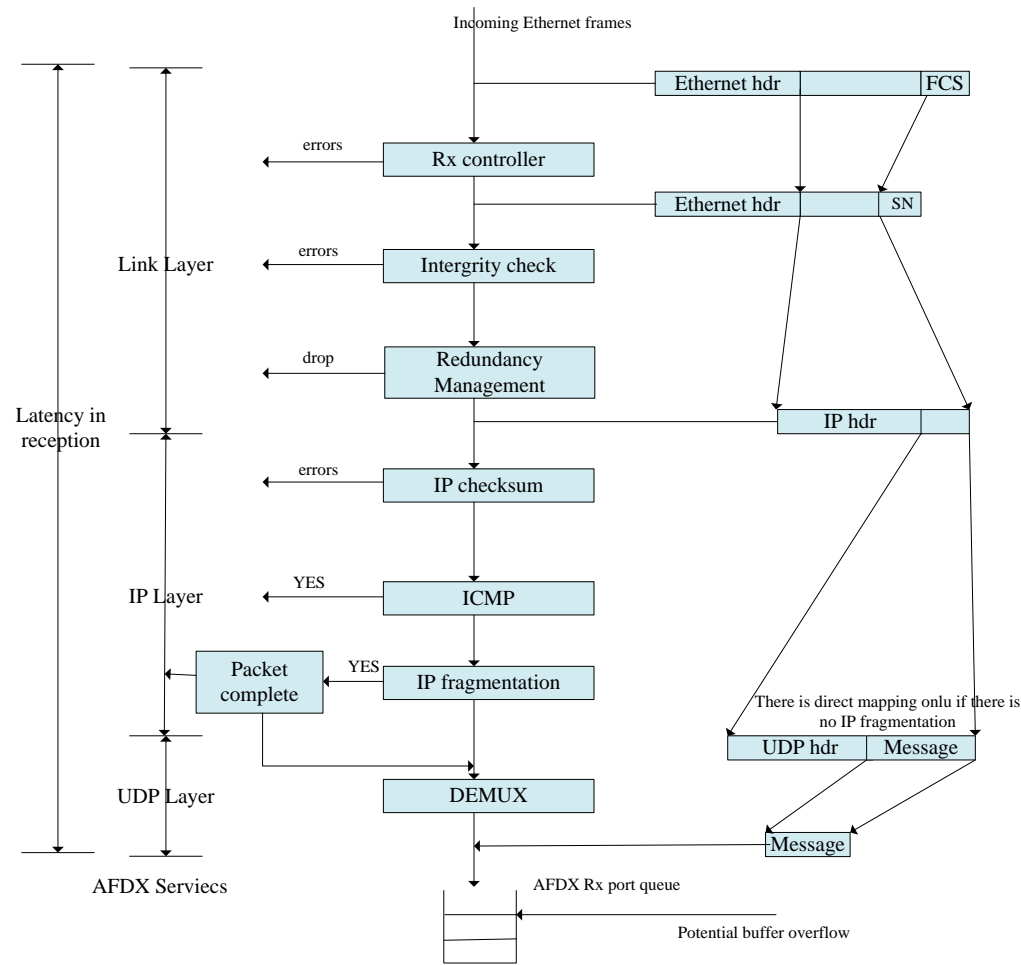 Incoming Ethernet frames
Ethernet hdr
FCS
errors
Rx controller
Ethernet hdr
SN
errors
Intergrity check
Link Layer
drop
Redundancy
Management
Latency in
reception
IP hdr
errors
IP checksum
YES
ICMP
IP Layer
Packet
complete
YES
IP fragmentation
There is direct mapping onlu if there is
no IP fragmentation
UDP hdr
Message
UDP Layer
DEMUX
Message
AFDX Serviecs
AFDX Rx port queue
Potential buffer overflow